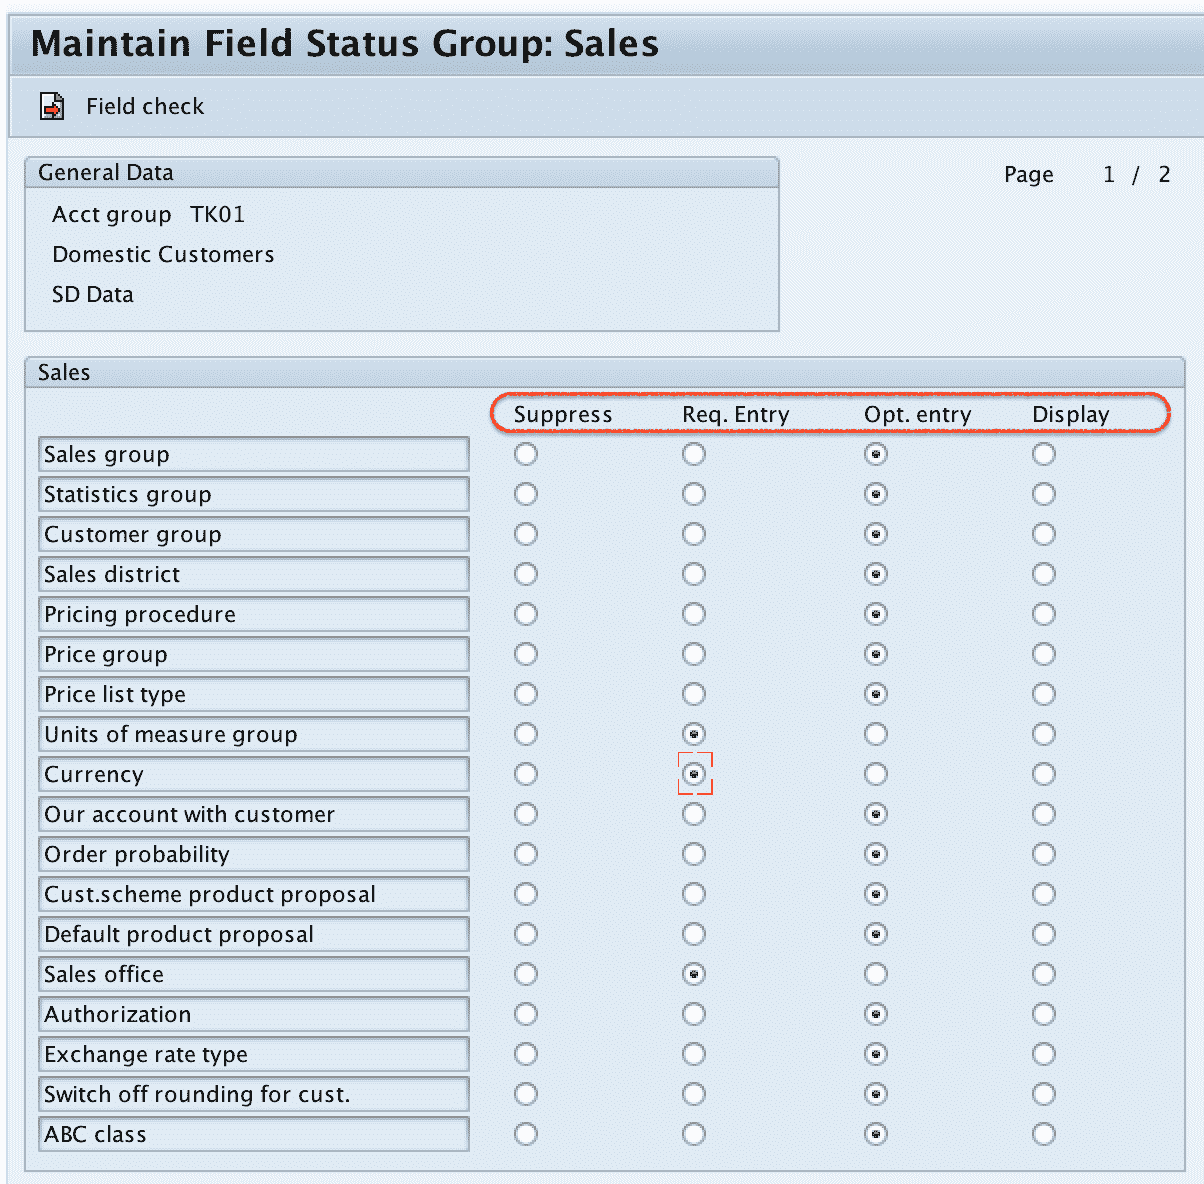 Maintain Field Status Group: Sales
Field check
General Data
Page 1 / 2
Acct group TK01
Domestic Customers
SD Data
Sales
Suppress Req. Entry Opt. entry Display
Sales group
Statistics group
Customer group
Sales district
Pricing procedure
Price group
Price list type
Units of measure group
Currency
Our account with customer
Order probability
Cust.scheme product proposal
Default product proposal
Sales office
Authorization
Exchange rate type
Switch off rounding for cust.
ABC class